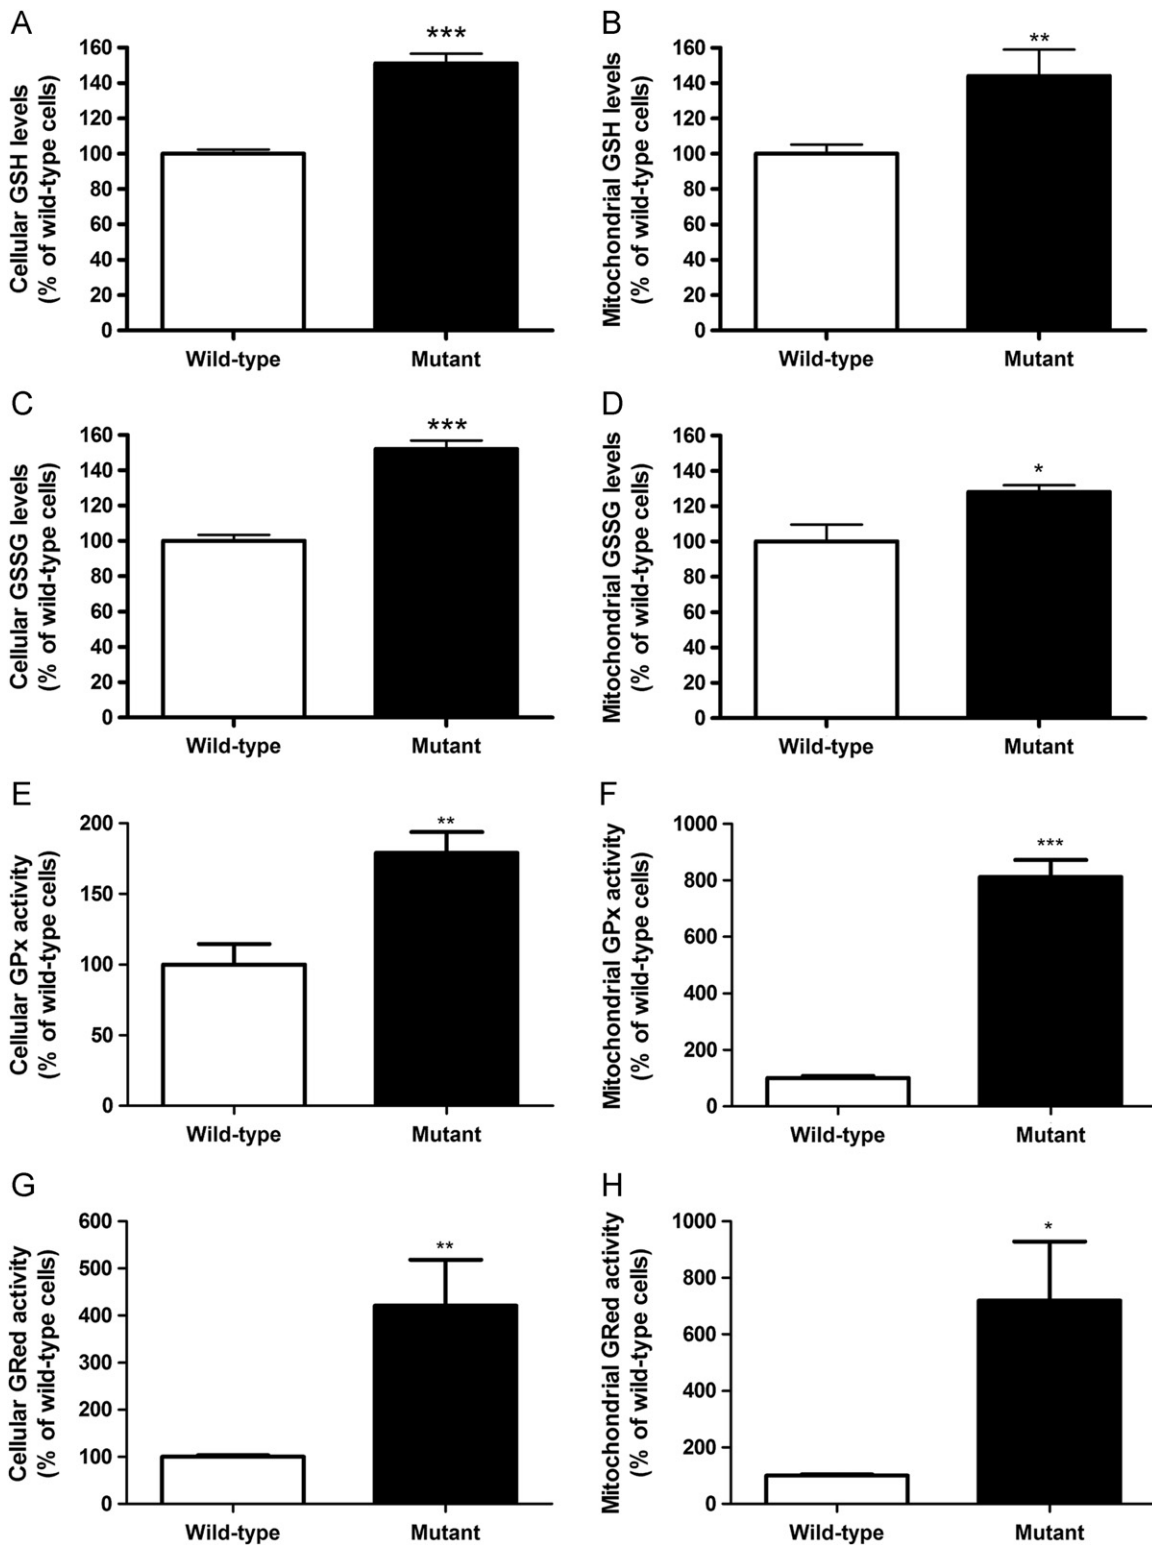 A
Cellular GSH levels
(% of wild-type cells)
***
160
140
120
100
80
60
40
20
0
Wild-type
Mutant
B
Mitochondrial GSH levels
(% of wild-type cells)
**
160
140
120
100
80
60
40
20
0
Wild-type
Mutant
C
Cellular GSSG levels
(% of wild-type cells)
***
160
140
120
100
80
60
40
20
0
Wild-type
Mutant
D
Mitochondrial GSSG levels
(% of wild-type cells)
*
160
140
120
100
80
60
40
20
0
Wild-type
Mutant
E
Cellular GPx activity
(% of wild-type cells)
**
200
150
100
50
0
Wild-type
Mutant
F
Mitochondrial GPx activity
(% of wild-type cells)
***
1000
800
600
400
200
0
Wild-type
Mutant
G
Cellular GRed activity
(% of wild-type cells)
**
600
500
400
300
200
100
0
Wild-type
Mutant
H
Mitochondrial GRed activity
(% of wild-type cells)
*
1000
800
600
400
200
0
Wild-type
Mutant